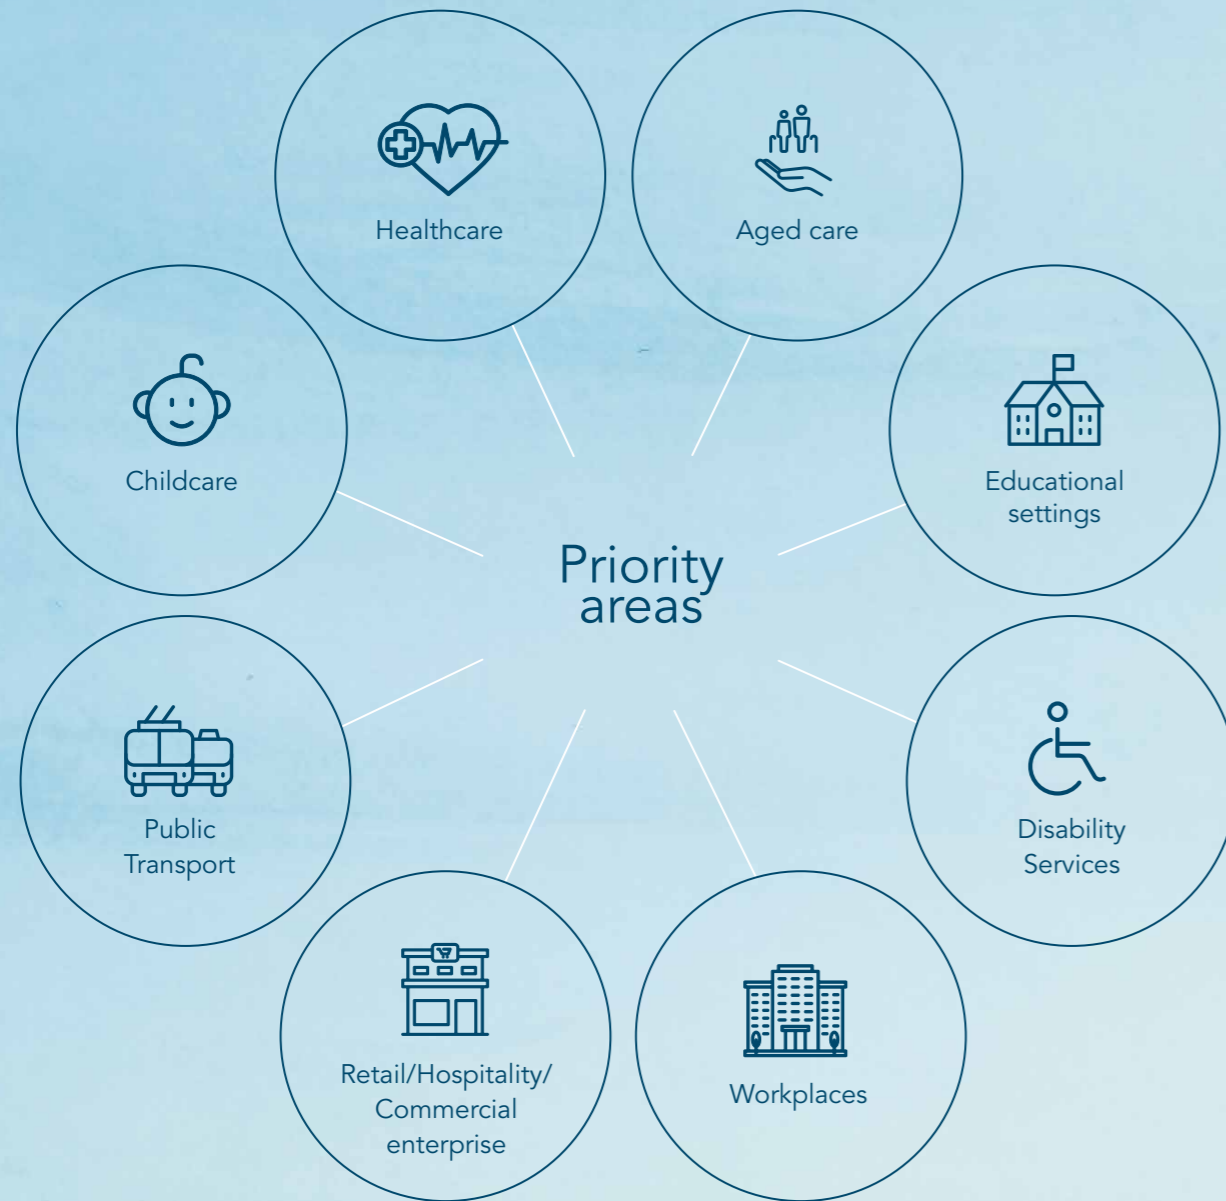 Healthcare
Aged care
Childcare
Educational
settings
Priority
areas
Public
Transport
Disability
Services
Retail/Hospitality/
Commercial
enterprise
Workplaces